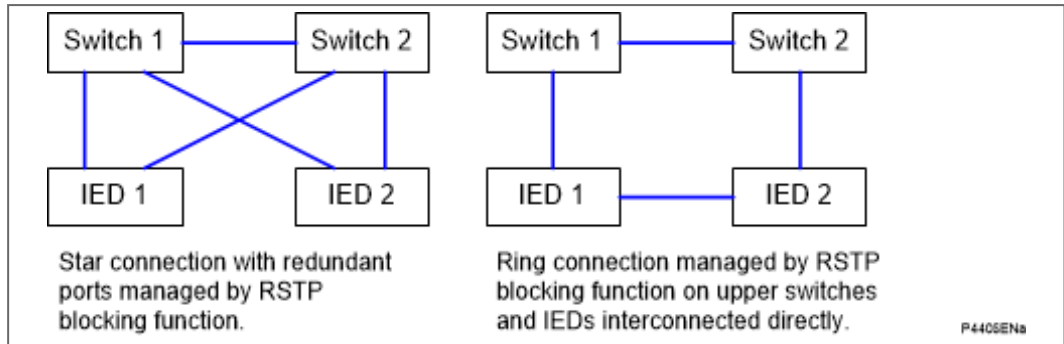 Switch 1
Switch 2
IED 1
IED 2
Star connection with redundant
ports managed by RSTP
blocking function.
Switch 1
Switch 2
IED 1
IED 2
Ring connection managed by RSTP
blocking function on upper switches
and IEDs interconnected directly.
P4405ENa